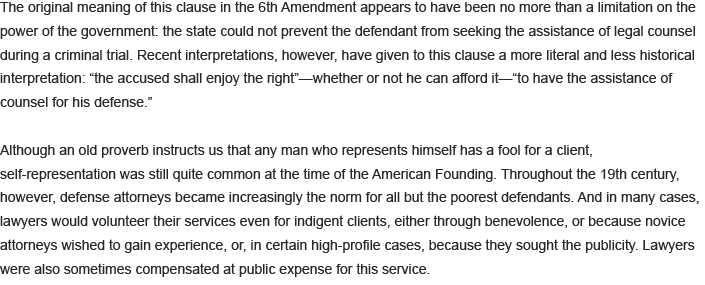 The original meaning of this clause in the 6th Amendment appears to have been no more than a limitation on the
power of the government: the state could not prevent the defendant from seeking the assistance of legal counsel
during a criminal trial. Recent interpretations, however, have given to this clause a more literal and less historical
interpretation: “the accused shall enjoy the right”—whether or not he can afford it—“to have the assistance of
counsel for his defense.”
Although an old proverb instructs us that any man who represents himself has a fool for a client,
self-representation was still quite common at the time of the American Founding. Throughout the 19th century,
however, defense attorneys became increasingly the norm for all but the poorest defendants. And in many cases,
lawyers would volunteer their services even for indigent clients, either through benevolence, or because novice
attorneys wished to gain experience, or, in certain high-profile cases, because they sought the publicity. Lawyers
were also sometimes compensated at public expense for this service.